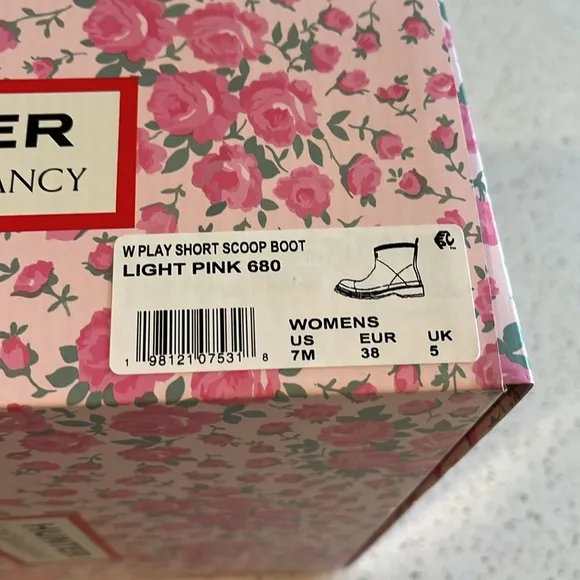 ER
ANCY
W PLAY SHORT SCOOP BOOT
LIGHT PINK 680
WOMENS
US EUR UK
7M 38 5
1 98121 07531 8
HUNTER